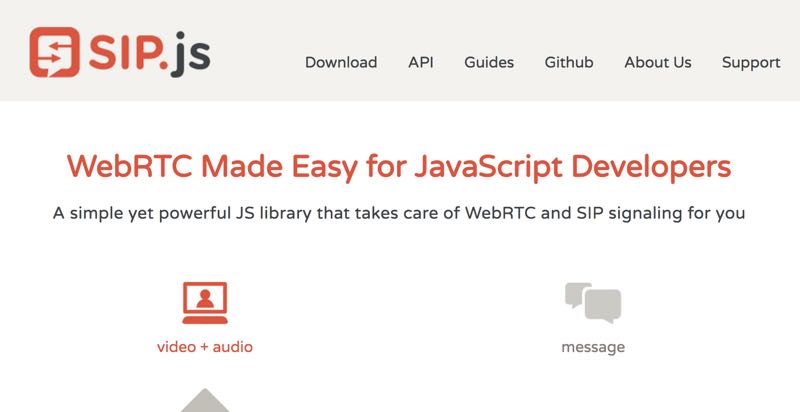 SIP.js
Download API Guides Github About Us Support
WebRTC Made Easy for JavaScript Developers
A simple yet powerful JS library that takes care of WebRTC and SIP signaling for you
video + audio
message